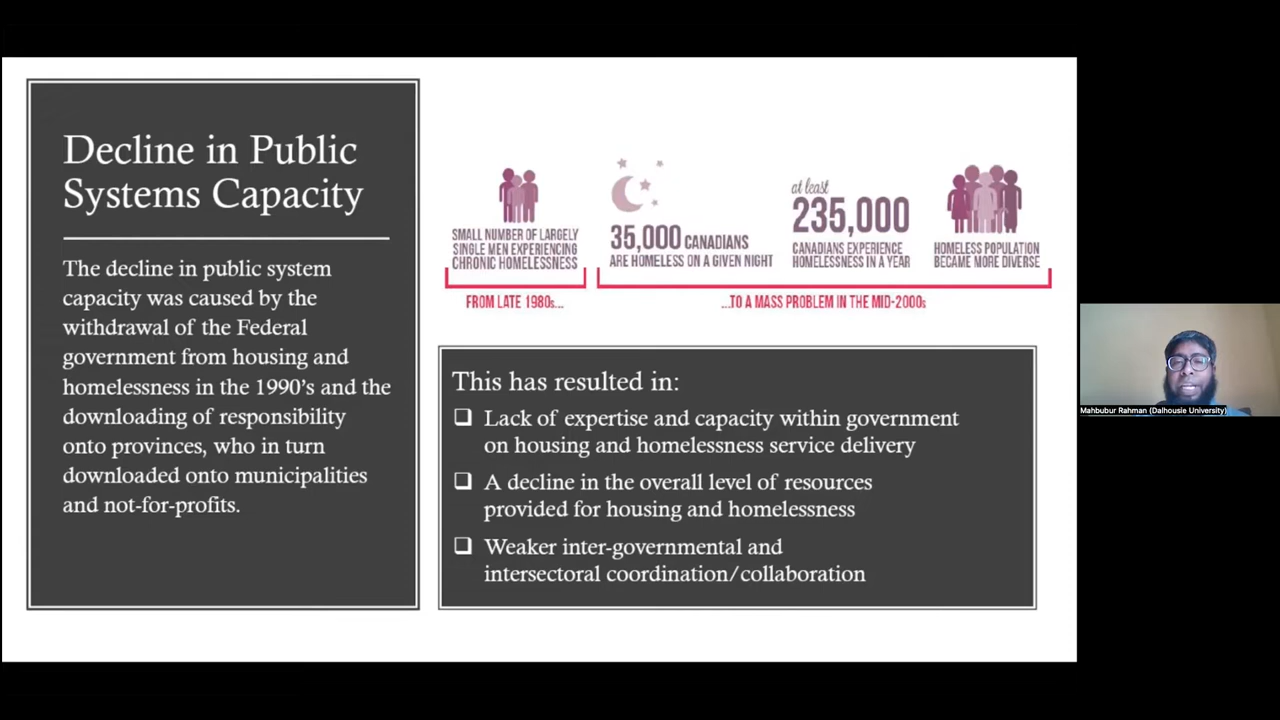 Decline in Public
Systems Capacity
The decline in public system
capacity was caused by the
withdrawal of the Federal
government from housing and
homelessness in the 1990's and the
downloading of responsibility
onto provinces, who in turn
downloaded onto municipalities
and not-for-profits.
SMALL NUMBER OF LARGELY
SINGLE MEN EXPERIENCING
CHRONIC HOMELESSNESS
35,000 CANADIANS
ARE HOMELESS ON A GIVEN NIGHT
at least
235,000
CANADIANS EXPERIENCE
HOMELESSNESS IN A YEAR
HOMELESS POPULATION
BECAME MORE DIVERSE
FROM LATE 1980s...
...TO A MASS PROBLEM IN THE MID-2000s
This has resulted in:
❑ Lack of expertise and capacity within government
on housing and homelessness service delivery
❑ A decline in the overall level of resources
provided for housing and homelessness
❑ Weaker inter-governmental and
intersectoral coordination/collaboration
Mahbubur Rahman (Dalhousie University)